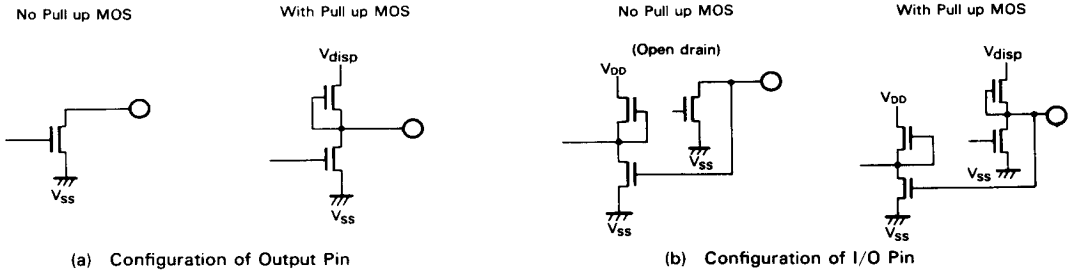 No Pull up MOS
With Pull up MOS
Vdisp
VSS
VSS
(a) Configuration of Output Pin
No Pull up MOS
(Open drain)
With Pull up MOS
VDD
VSS
VSS
Vdisp
VDD
VSS
VSS
(b) Configuration of I/O Pin